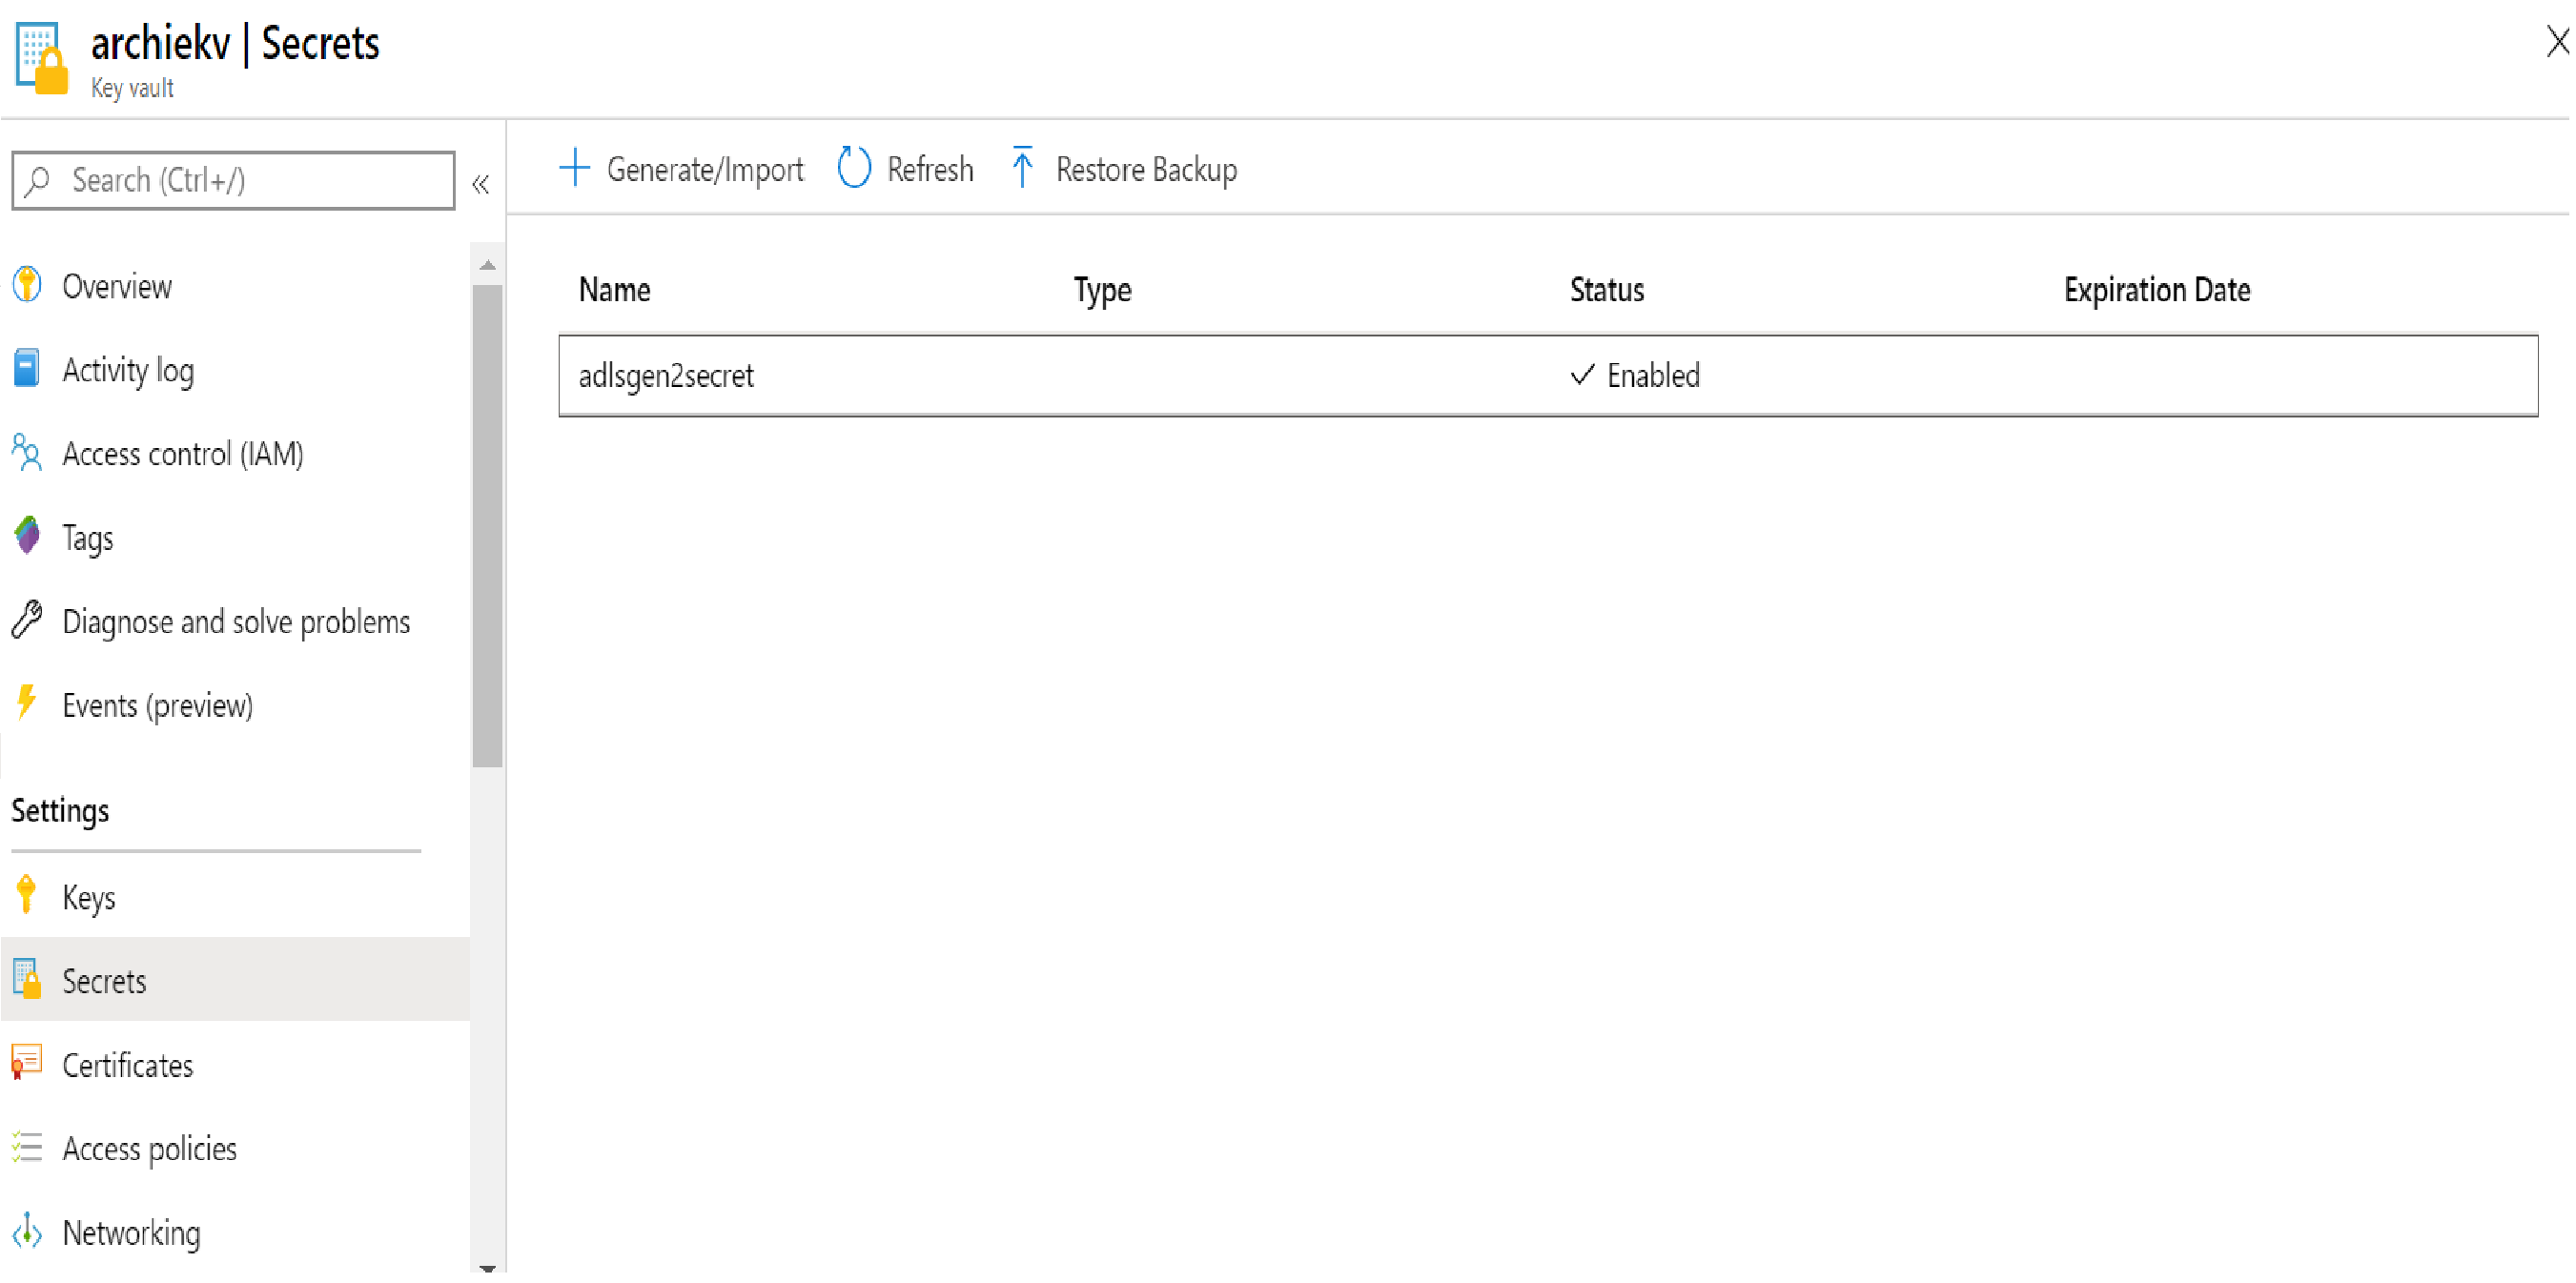 archiekv | Secrets
Key vault
Search (Ctrl+/)
«
Overview
Activity log
Access control (IAM)
Tags
Diagnose and solve problems
Events (preview)
Settings
Keys
Secrets
Certificates
Access policies
Networking
Generate/Import Refresh Restore Backup
Name Type Status Expiration Date
adlsgen2secret Enabled